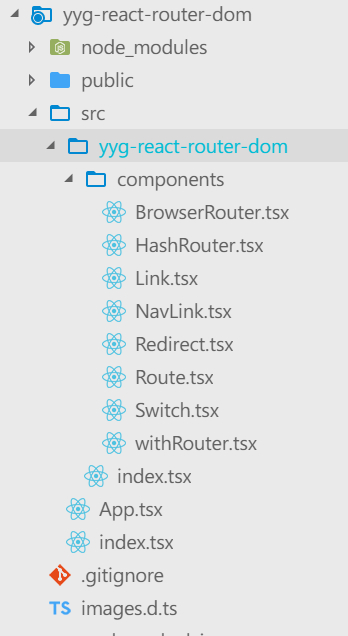 yyg-react-router-dom
node_modules
public
src
yyg-react-router-dom
components
BrowserRouter.tsx
HashRouter.tsx
Link.tsx
NavLink.tsx
Redirect.tsx
Route.tsx
Switch.tsx
withRouter.tsx
index.tsx
App.tsx
index.tsx
.gitignore
TS images.d.ts